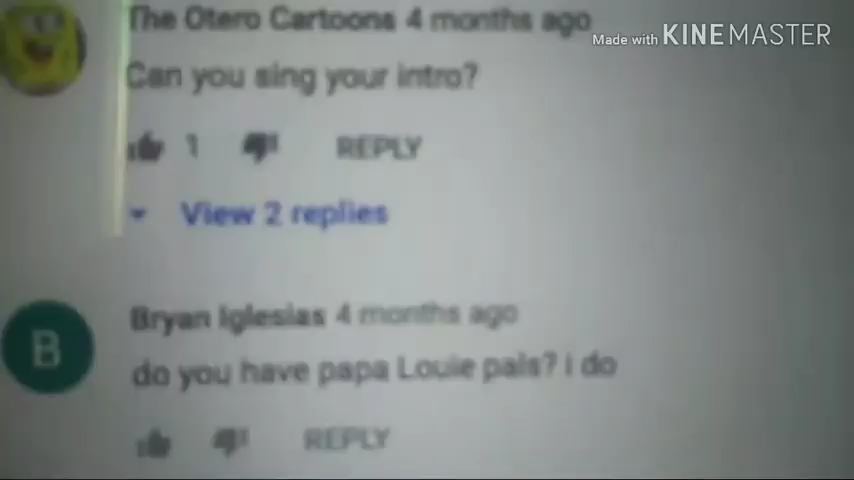 The Otero Cartoons 4 months ago
Made with KINEMASTER
Can you sing your intro?
1 REPLY
View 2 replies
Bryan Iglesias 4 months ago
B
do you have papa Louie pals? i do
REPLY